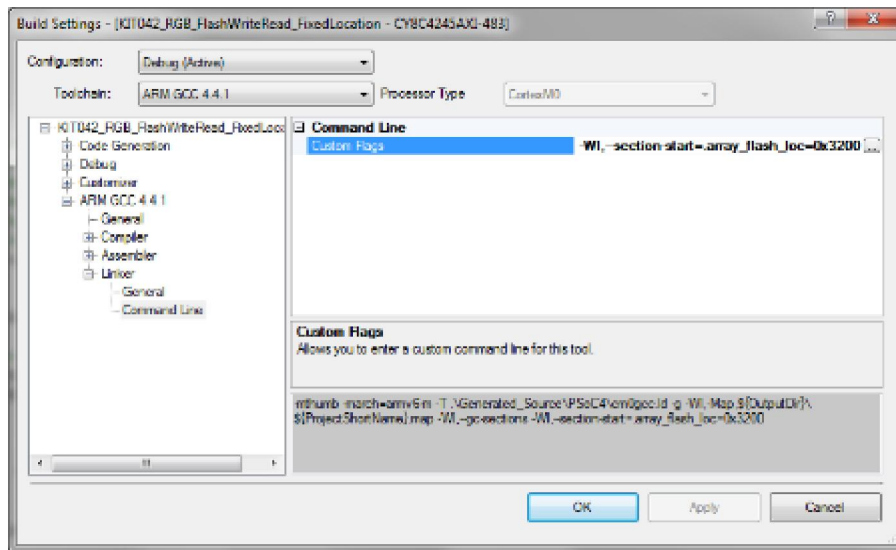 Build Settings - [KIT042_RGB_FlashWriteRead_FixedLocation - CY8C4245AXI-483]
Configuration: Debug (Active)
Toolchain: ARM GCC 4.4.1 Processor Type CortexM0
KIT042_RGB_FlashWriteRead_FixedLoca
Code Generation
Debug
Customizer
ARM GCC 4.4.1
General
Compiler
Assembler
Linker
General
Command Line
Command Line
Custom Flags -Wl,--section-start=.array_flash_loc=0x3200 ...
Custom Flags
Allows you to enter a custom command line for this tool.
-mthumb -march=armv6-m -T .\Generated_Source\PSoC4\cm0gcc.ld -g -Wl,-Map,${OutputDir}\
${ProjectShortName}.map -Wl,--gc-sections -Wl,--section-start=.array_flash_loc=0x3200
OK Apply Cancel